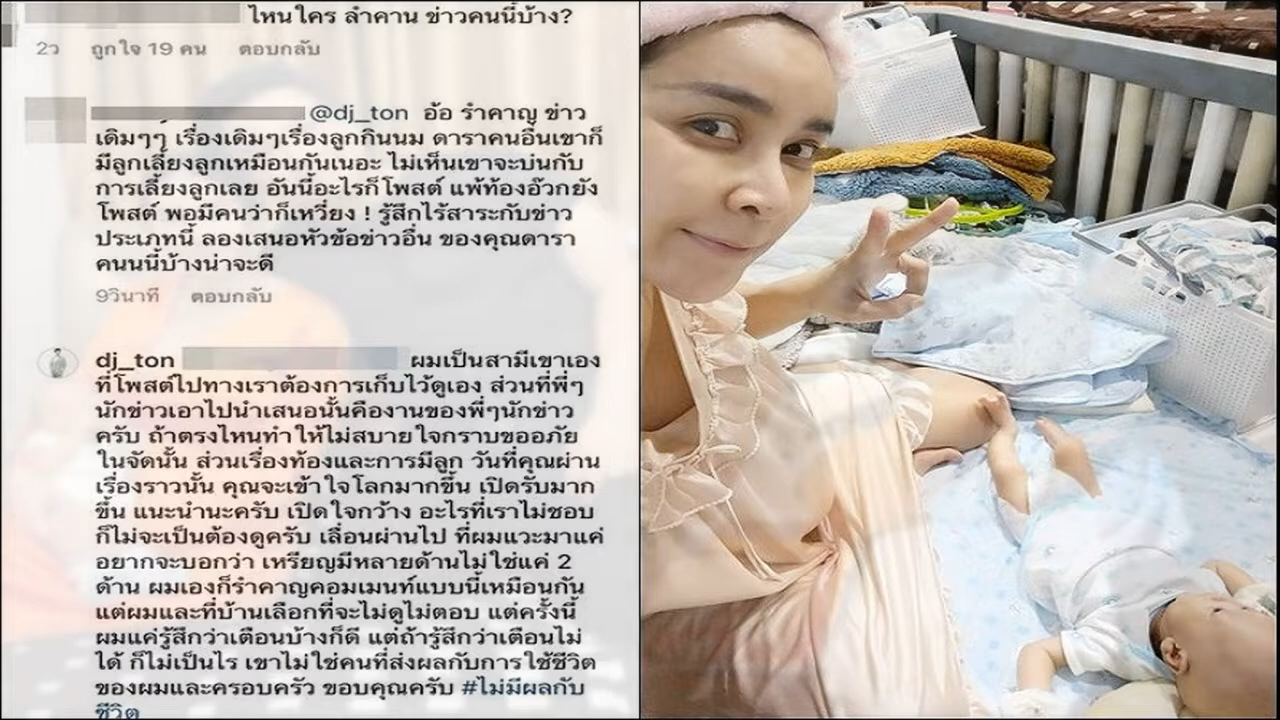 ไหนใคร ลำคาน ข่าวคนนี้บ้าง?
2ว ถูกใจ 19 คน ตอบกลับ
@dj_ton อ้อ รำคาญ ข่าว
เดิมๆๆ เรื่องเดิมๆเรื่องลูกกินนม ดาราคนอื่นเขาก็
มีลูกเลี้ยงลูกเหมือนกันเนอะ ไม่เห็นเขาจะบ่นกับ
การเลี้ยงลูกเลย อันนี้อะไรก็โพสต์ แพ้ท้องอ๊วกยัง
โพสต์ พอมีคนว่าก็เหวี่ยง ! รู้สึกไร้สาระกับข่าว
ประเภทนี้ ลองเสนอหัวข้อข่าวอื่น ของคุณดารา
คนนนี้บ้างน่าจะดี
9วินาที ตอบกลับ
dj_ton ผมเป็นสามีเขาเอง
ที่โพสต์ไปทางเราต้องการเก็บไว้ดูเอง ส่วนที่พี่ๆ
นักข่าวเอาไปนำเสนอนั้นคืองานของพี่ๆนักข่าว
ครับ ถ้าตรงไหนทำให้ไม่สบายใจกราบขออภัย
ในจัดนั้น ส่วนเรื่องท้องและการมีลูก วันที่คุณผ่าน
เรื่องราวนั้น คุณจะเข้าใจโลกมากขึ้น เปิดรับมาก
ขึ้น แนะนำนะครับ เปิดใจกว้าง อะไรที่เราไม่ชอบ
ก็ไม่จะเป็นต้องดูครับ เลื่อนผ่านไป ที่ผมแวะมาแค่
อยากจะบอกว่า เหรียญมีหลายด้านไม่ใช่แค่ 2
ด้าน ผมเองก็รำคาญคอมเมนท์แบบนี้เหมือนกัน
แต่ผมและที่บ้านเลือกที่จะไม่ดูไม่ตอบ แต่ครั้งนี้
ผมแค่รู้สึกว่าเตือนบ้างก็ดี แต่ถ้ารู้สึกว่าเตือนไม่
ได้ ก็ไม่เป็นไร เขาไม่ใช่คนที่ส่งผลกับการใช้ชีวิต
ของผมและครอบครัว ขอบคุณครับ #ไม่มีผลกับ
ชีวิต